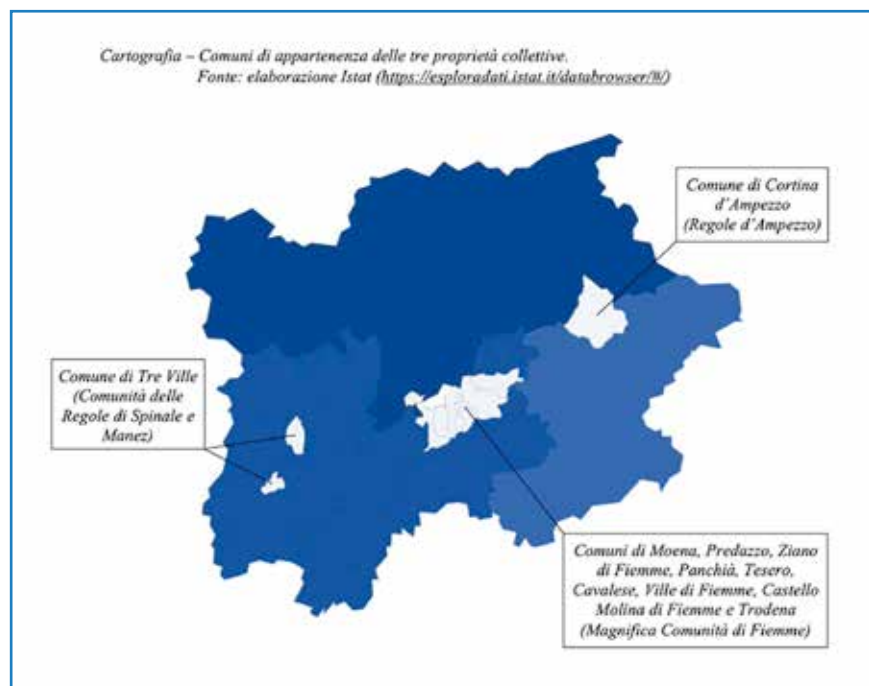 Cartografia – Comuni di appartenenza delle tre proprietà collettive.
Fonte: elaborazione Istat (https://esploradati.istat.it/databrowser/#/)
Comune di Cortina
d’Ampezzo
(Regole d’Ampezzo)
Comune di Tre Ville
(Comunità delle
Regole di Spinale e
Manez)
Comuni di Moena, Predazzo, Ziano
di Fiemme, Panchià, Tesero,
Cavalese, Ville di Fiemme, Castello
Molina di Fiemme e Trodena
(Magnifica Comunità di Fiemme)